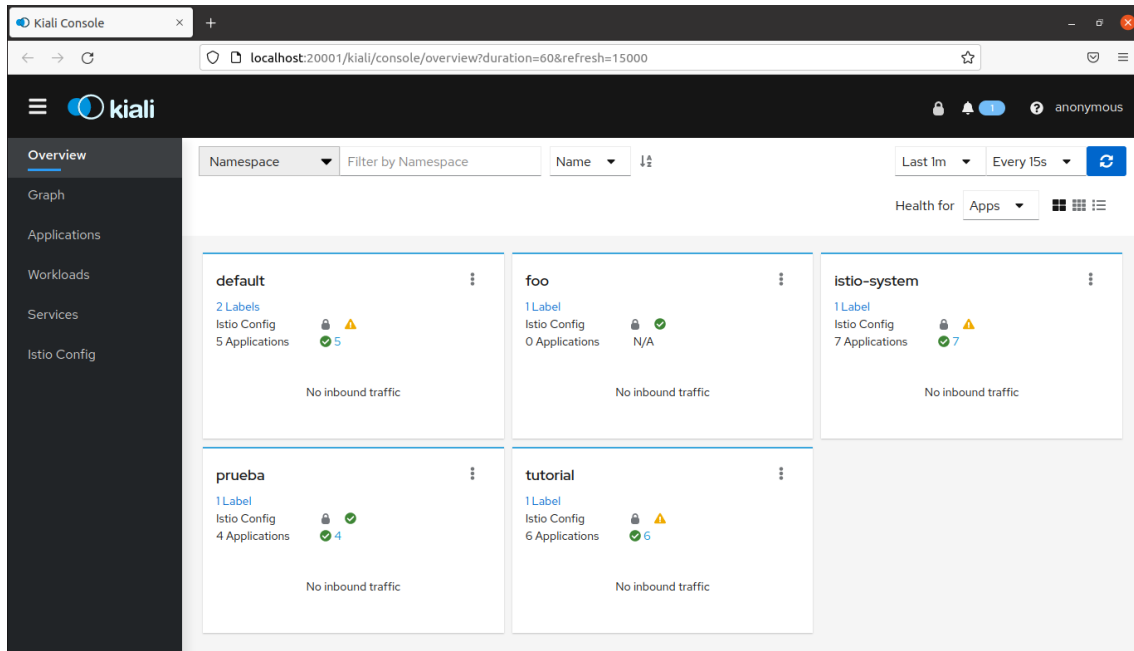 Kiali Console
localhost:20001/kiali/console/overview?duration=60&refresh=15000
kiali
1
anonymous
Overview
Graph
Applications
Workloads
Services
Istio Config
Namespace
Filter by Namespace
Name
Last 1m
Every 15s
Health for
Apps
default
2 Labels
Istio Config
5 Applications
5
No inbound traffic
foo
1 Label
Istio Config
0 Applications
N/A
No inbound traffic
istio-system
1 Label
Istio Config
7 Applications
7
No inbound traffic
prueba
1 Label
Istio Config
4 Applications
4
No inbound traffic
tutorial
1 Label
Istio Config
6 Applications
6
No inbound traffic